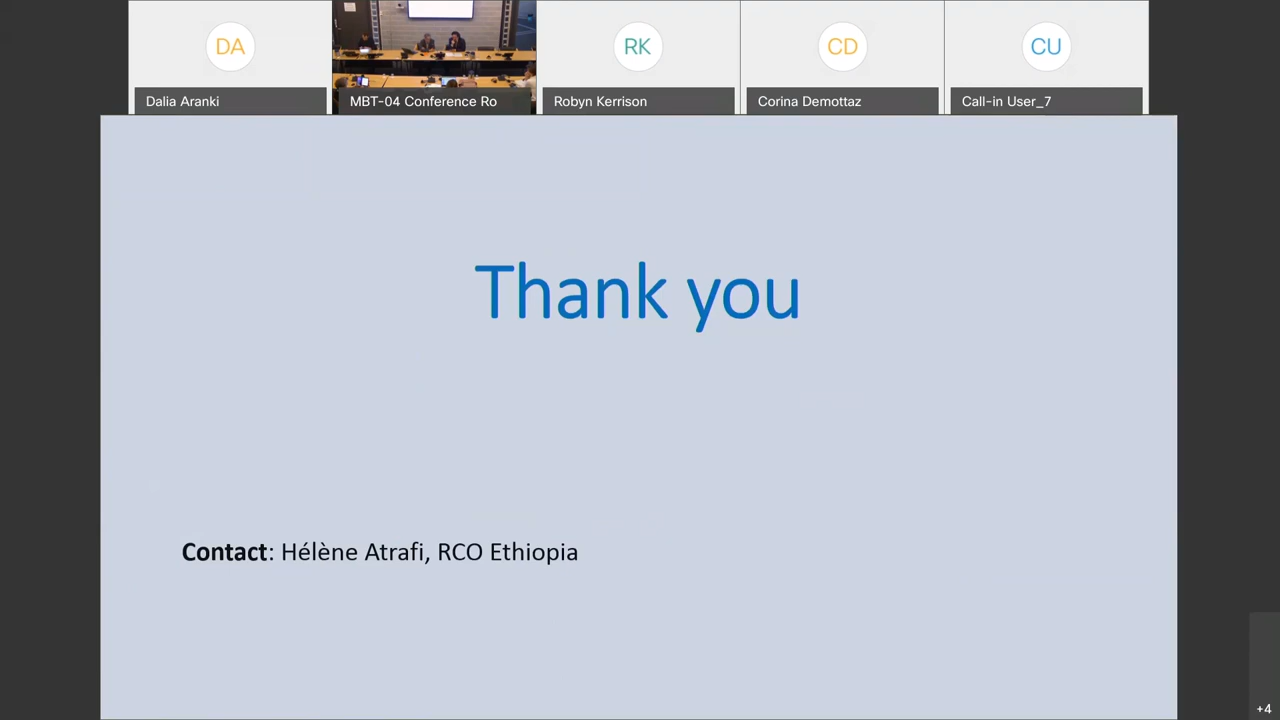 DA
RK
CD
CU
Dalia Aranki
MBT-04 Conference Ro
Robyn Kerrison
Corina Demottaz
Call-in User_7
Thank you
Contact: Hélène Atrafi, RCO Ethiopia
+4